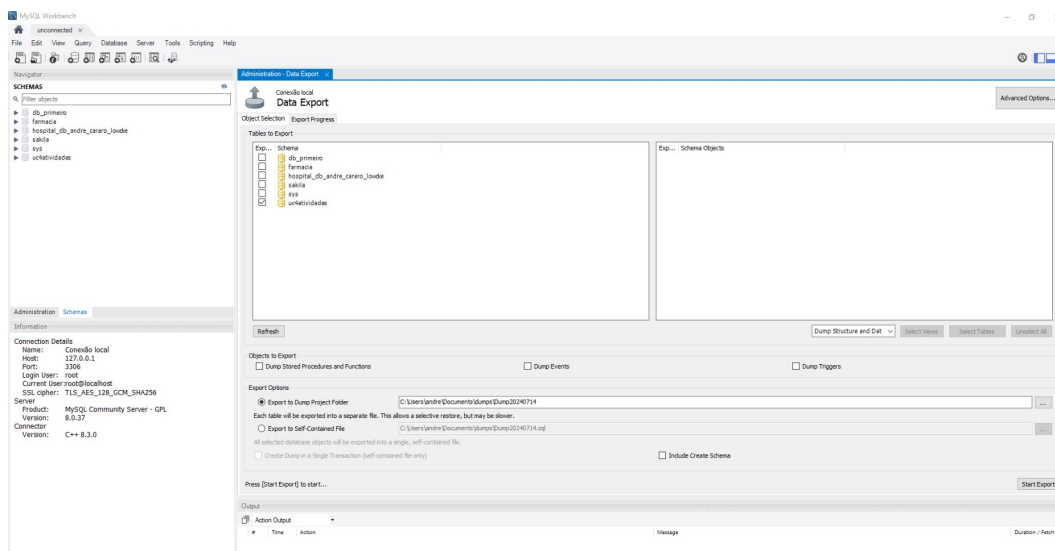 MySQL Workbench
unconnected ×
File Edit View Query Database Server Tools Scripting Help
Navigator
SCHEMAS
Filter objects
db_primeiro
farmacia
hospital_db_andre_cararo_lowdke
sakila
sys
uc4atividades
Administration Schemas
Information
Connection Details
Name: Conexão local
Host: 127.0.0.1
Port: 3306
Login User: root
Current User:root@localhost
SSL cipher: TLS_AES_128_GCM_SHA256
Server
Product: MySQL Community Server - GPL
Version: 8.0.37
Connector
Version: C++ 8.3.0
Administration - Data Export ×
Conexão local
Data Export
Advanced Options...
Object Selection Export Progress
Tables to Export
Exp... Schema
db_primeiro
farmacia
hospital_db_andre_cararo_lowdke
sakila
sys
uc4atividades
Exp... Schema Objects
Refresh
Dump Structure and Dat Select Views Select Tables Unselect All
Objects to Export
Dump Stored Procedures and Functions Dump Events Dump Triggers
Export Options
Export to Dump Project Folder C:\Users\andre\Documents\dumps\Dump20240714 ...
Each table will be exported into a separate file. This allows a selective restore, but may be slower.
Export to Self-Contained File C:\Users\andre\Documents\dumps\Dump20240714.sql ...
All selected database objects will be exported into a single, self-contained file.
Create Dump in a Single Transaction (self-contained file only) Include Create Schema
Press [Start Export] to start...
Start Export
Output
Action Output
# Time Action Message Duration / Fetch